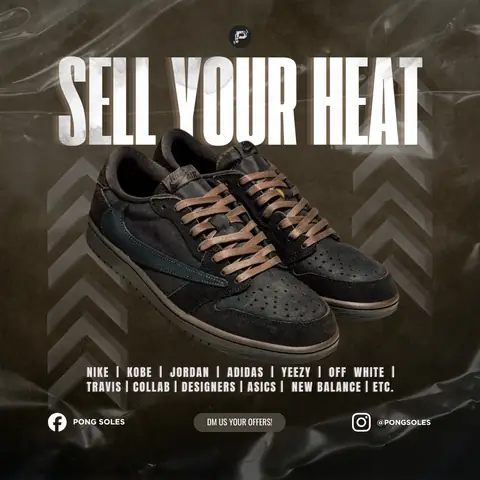 SELL YOUR HEAT
NIKE | KOBE | JORDAN | ADIDAS | YEEZY | OFF WHITE |
TRAVIS | COLLAB | DESIGNERS | ASICS | NEW BALANCE | ETC.
PONG SOLES
DM US YOUR OFFERS!
@PONGSOLES